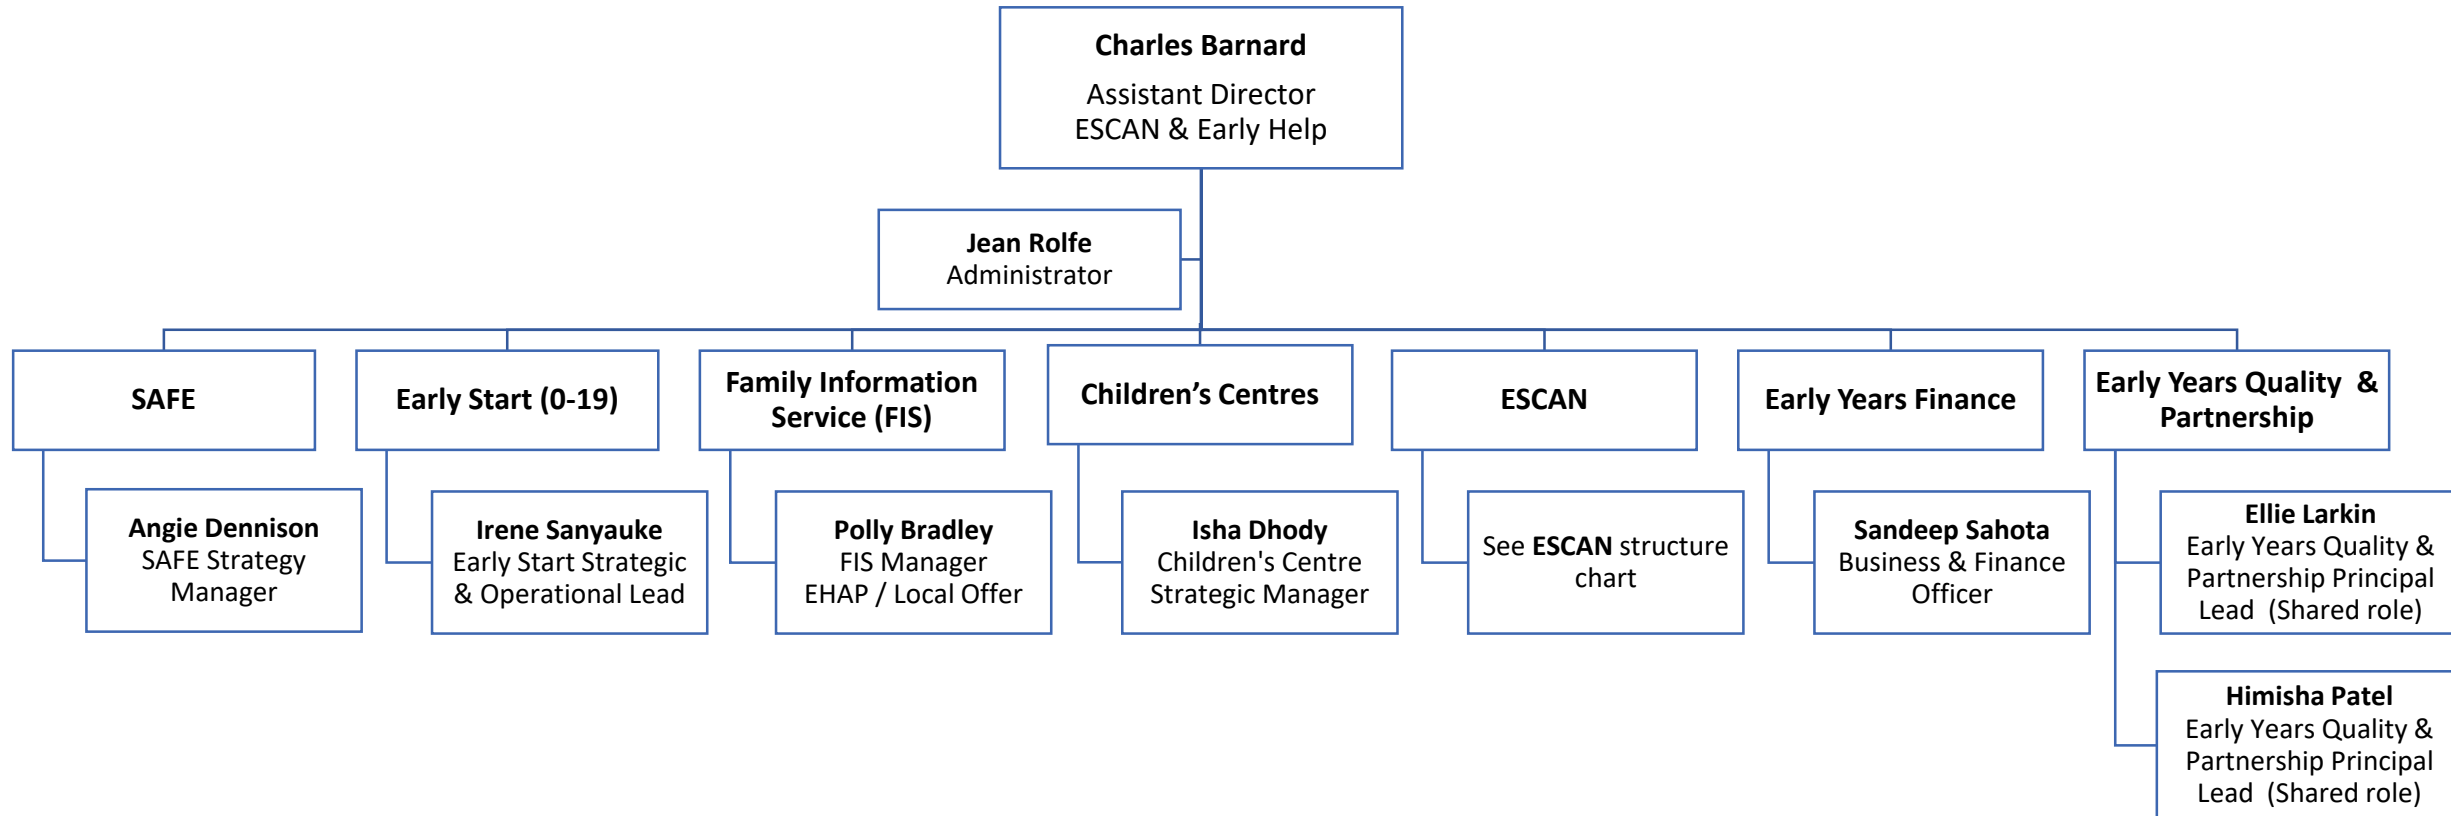 Charles Barnard
Assistant Director
ESCAN & Early Help
Jean Rolfe
Administrator
SAFE
Early Start (0-19)
Family Information
Service (FIS)
Children’s Centres
ESCAN
Early Years Finance
Early Years Quality &
Partnership
Angie Dennison
SAFE Strategy
Manager
Irene Sanyauke
Early Start Strategic
& Operational Lead
Polly Bradley
FIS Manager
EHAP / Local Offer
Isha Dhody
Children's Centre
Strategic Manager
See ESCAN structure
chart
Sandeep Sahota
Business & Finance
Officer
Ellie Larkin
Early Years Quality &
Partnership Principal
Lead (Shared role)
Himisha Patel
Early Years Quality &
Partnership Principal
Lead (Shared role)